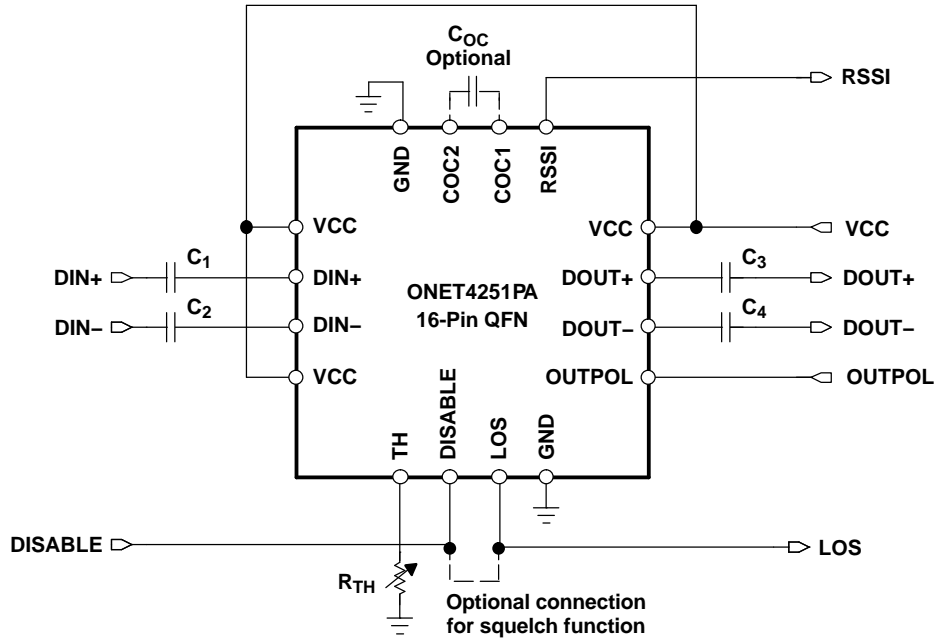 COC
Optional
RSSI
GND
COC2
COC1
RSSI
VCC
VCC
VCC
DIN+
C1
DIN+
DOUT+
C3
DOUT+
ONET4251PA
16-Pin QFN
DIN−
C2
DIN−
DOUT−
C4
DOUT−
VCC
OUTPOL
OUTPOL
TH
DISABLE
LOS
GND
DISABLE
LOS
RTH
Optional connection
for squelch function